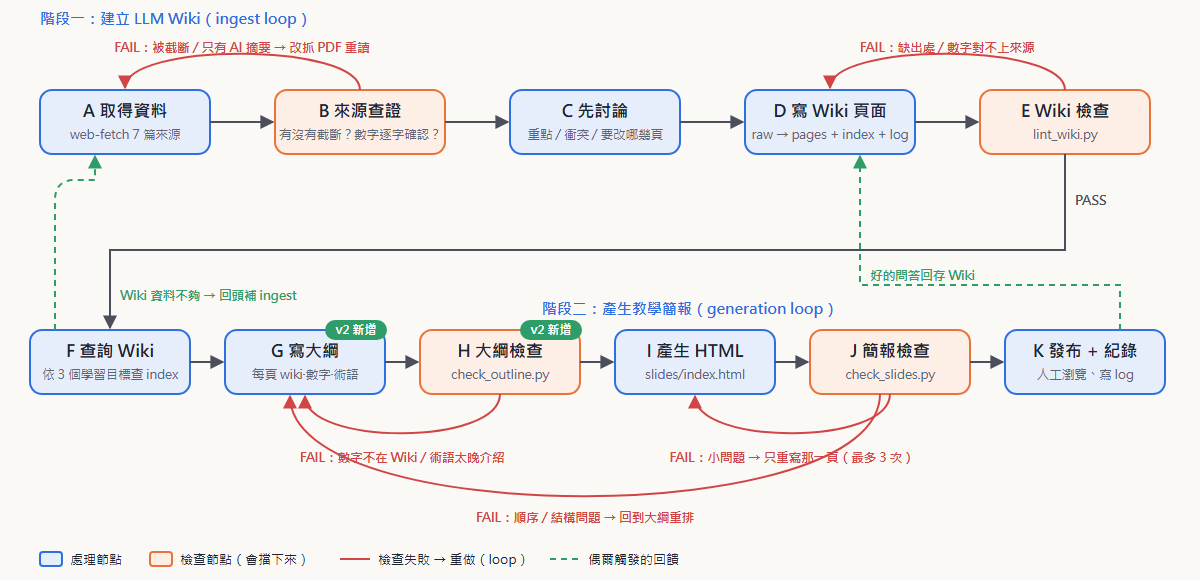 階段一：建立 LLM Wiki（ingest loop）
FAIL：被截斷 / 只有 AI 摘要 → 改抓 PDF 重讀
FAIL：缺出處 / 數字對不上來源
A 取得資料
web-fetch 7 篇來源
B 來源查證
有沒有截斷？數字逐字確認？
C 先討論
重點 / 衝突 / 要改哪幾頁
D 寫 Wiki 頁面
raw → pages + index + log
E Wiki 檢查
lint_wiki.py
PASS
好的問答回存 Wiki
Wiki 資料不夠 → 回頭補 ingest
階段二：產生教學簡報（generation loop）
F 查詢 Wiki
依 3 個學習目標查 index
v2 新增
G 寫大綱
每頁 wiki·數字·術語
v2 新增
H 大綱檢查
check_outline.py
I 產生 HTML
slides/index.html
J 簡報檢查
check_slides.py
K 發布 + 紀錄
人工瀏覽、寫 log
FAIL：數字不在 Wiki / 術語太晚介紹
FAIL：小問題 → 只重寫那一頁（最多 3 次）
FAIL：順序 / 結構問題 → 回到大綱重排
處理節點
檢查節點（會擋下來）
檢查失敗 → 重做（loop）
偶爾觸發的回饋